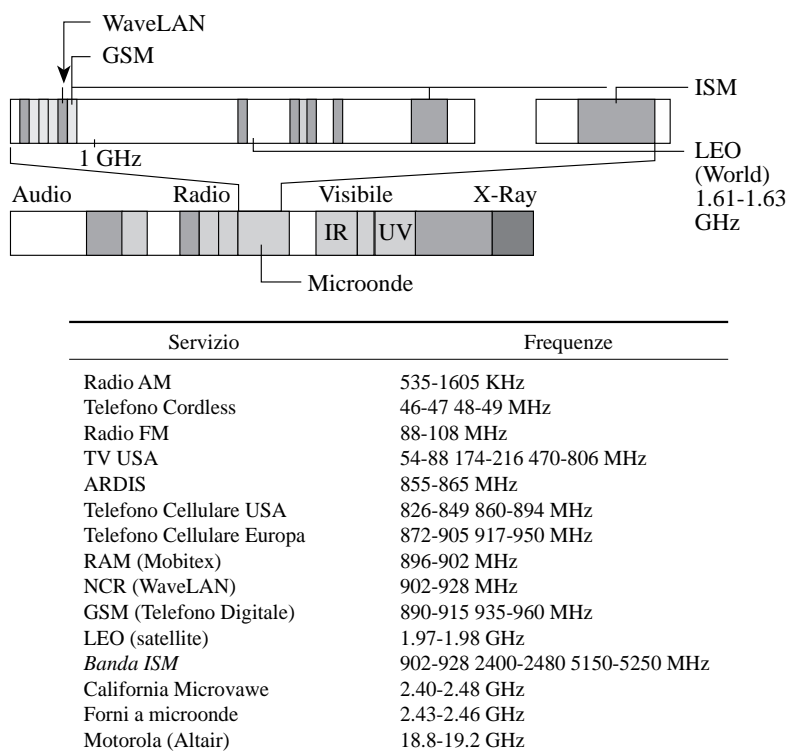 WaveLAN
GSM
ISM
1 GHz
LEO
(World)
1.61-1.63
GHz
Audio Radio Visibile X-Ray
IR UV
Microonde
Servizio Frequenze
Radio AM 535-1605 KHz
Telefono Cordless 46-47 48-49 MHz
Radio FM 88-108 MHz
TV USA 54-88 174-216 470-806 MHz
ARDIS 855-865 MHz
Telefono Cellulare USA 826-849 860-894 MHz
Telefono Cellulare Europa 872-905 917-950 MHz
RAM (Mobitex) 896-902 MHz
NCR (WaveLAN) 902-928 MHz
GSM (Telefono Digitale) 890-915 935-960 MHz
LEO (satellite) 1.97-1.98 GHz
Banda ISM 902-928 2400-2480 5150-5250 MHz
California Microvawe 2.40-2.48 GHz
Forni a microonde 2.43-2.46 GHz
Motorola (Altair) 18.8-19.2 GHz